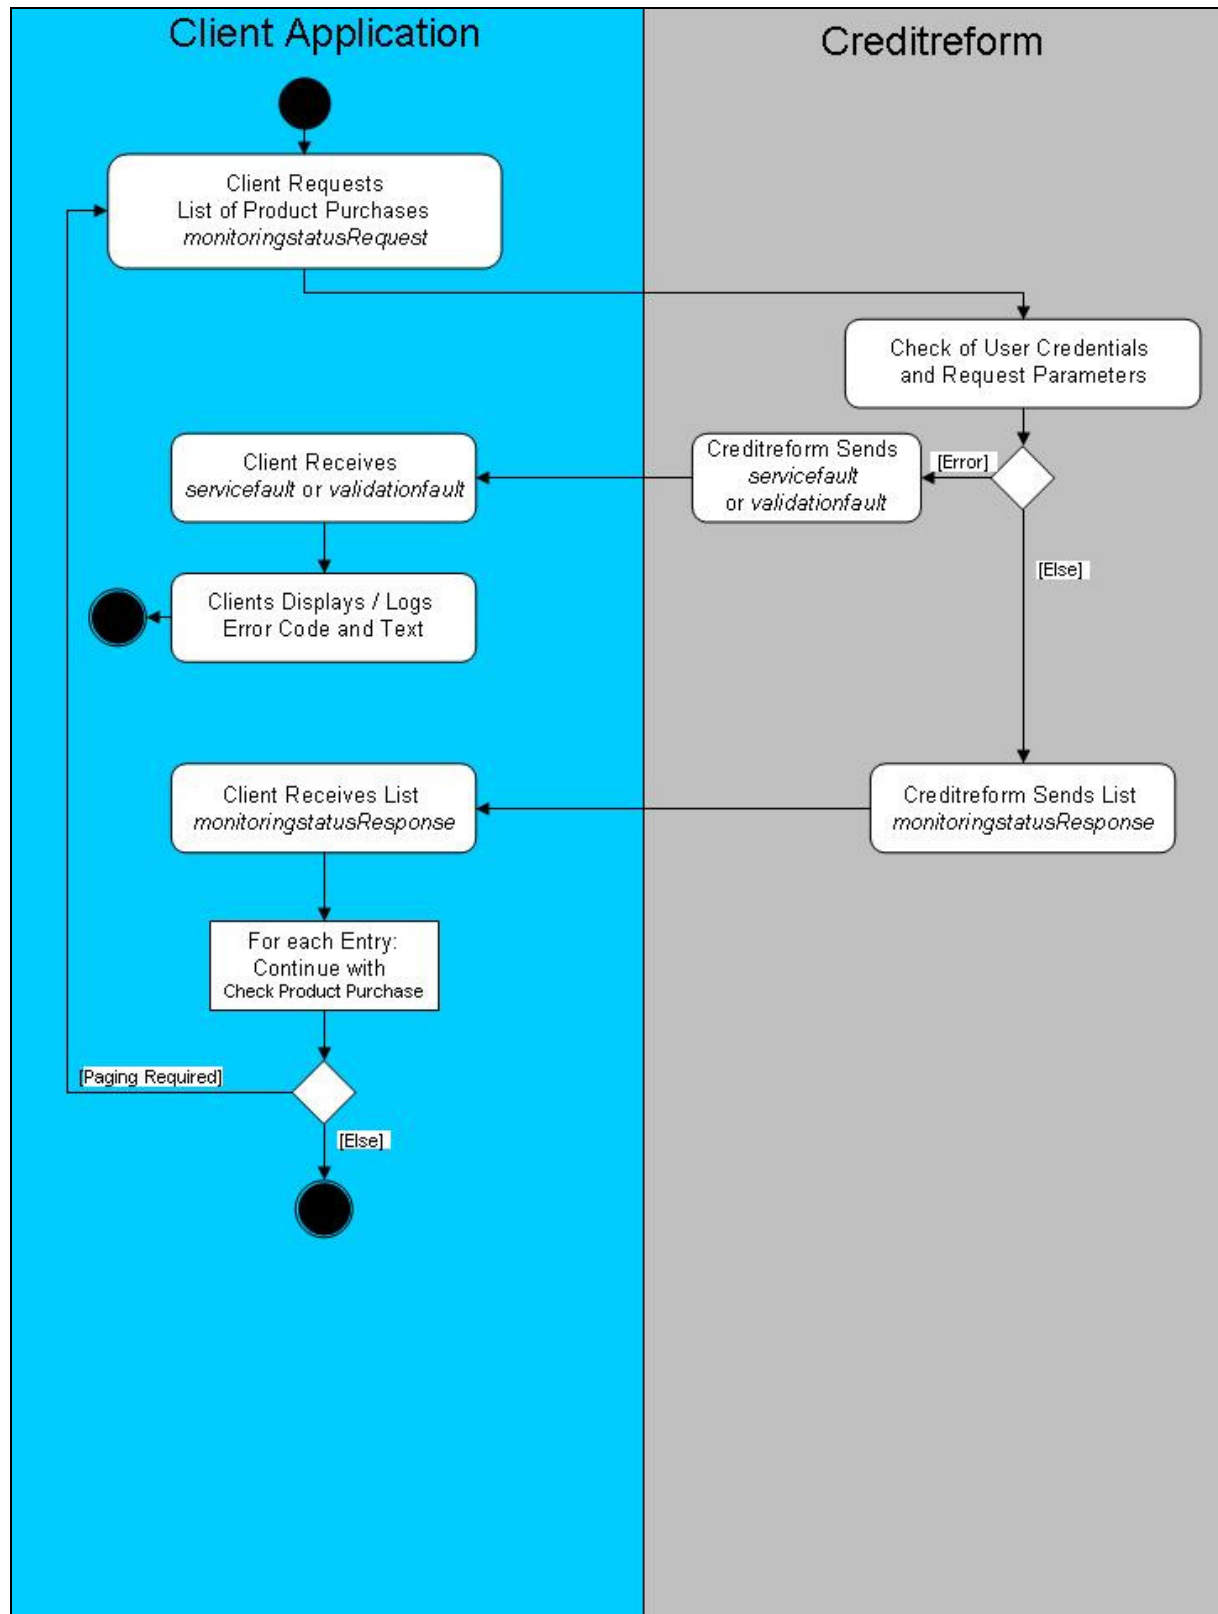 Client Application
Creditreform
Client Requests
List of Product Purchases
monitoringstatusRequest
Check of User Credentials
and Request Parameters
Client Receives
servicefault or validationfault
Creditreform Sends
servicefault
or validationfault
[Error]
[Else]
Clients Displays / Logs
Error Code and Text
Client Receives List
monitoringstatusResponse
Creditreform Sends List
monitoringstatusResponse
For each Entry:
Continue with
Check Product Purchase
[Paging Required]
[Else]